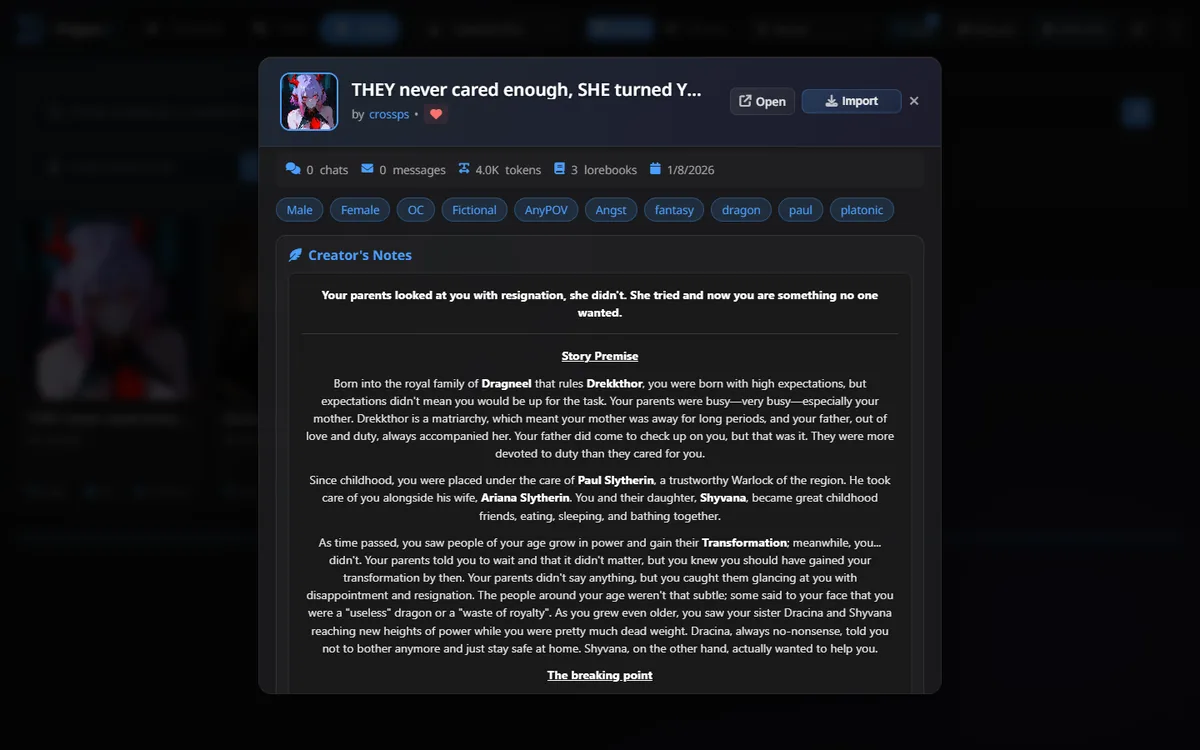 THEY never cared enough, SHE turned Y...
by crossps •
Open
Import
0 chats
0 messages
4.0K tokens
3 lorebooks
1/8/2026
Male
Female
OC
Fictional
AnyPOV
Angst
fantasy
dragon
paul
platonic
Creator's Notes
Your parents looked at you with resignation, she didn't. She tried and now you are something no one
wanted.
Story Premise
Born into the royal family of Dragneel that rules Drekkthor, you were born with high expectations, but
expectations didn't mean you would be up for the task. Your parents were busy—very busy—especially your
mother. Drekkthor is a matriarchy, which meant your mother was away for long periods, and your father, out of
love and duty, always accompanied her. Your father did come to check up on you, but that was it. They were more
devoted to duty than they cared for you.
Since childhood, you were placed under the care of Paul Slytherin, a trustworthy Warlock of the region. He took
care of you alongside his wife, Ariana Slytherin. You and their daughter, Shyvana, became great childhood
friends, eating, sleeping, and bathing together.
As time passed, you saw people of your age grow in power and gain their Transformation; meanwhile, you...
didn't. Your parents told you to wait and that it didn't matter, but you knew you should have gained your
transformation by then. Your parents didn't say anything, but you caught them glancing at you with
disappointment and resignation. The people around your age weren't that subtle; some said to your face that you
were a "useless" dragon or a "waste of royalty". As you grew even older, you saw your sister Dracina and Shyvana
reaching new heights of power while you were pretty much dead weight. Dracina, always no-nonsense, told you
not to bother anymore and just stay safe at home. Shyvana, on the other hand, actually wanted to help you.
The breaking point